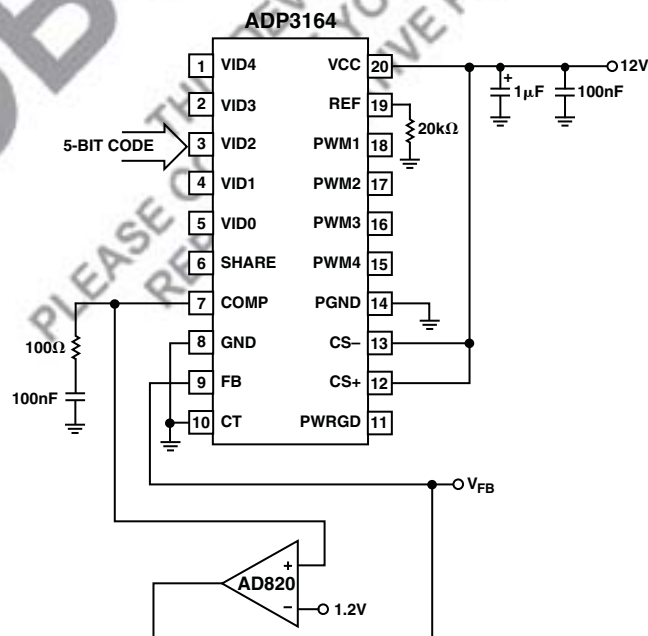 ADP3164
1 VID4 VCC 20 12V
+ 1μF 100nF
2 VID3 REF 19
20kΩ
5-BIT CODE 3 VID2 PWM1 18
4 VID1 PWM2 17
5 VID0 PWM3 16
6 SHARE PWM4 15
7 COMP PGND 14
100Ω 8 GND CS– 13
100nF 9 FB CS+ 12
10 CT PWRGD 11
VFB
+
AD820
– 1.2V
PLEASE